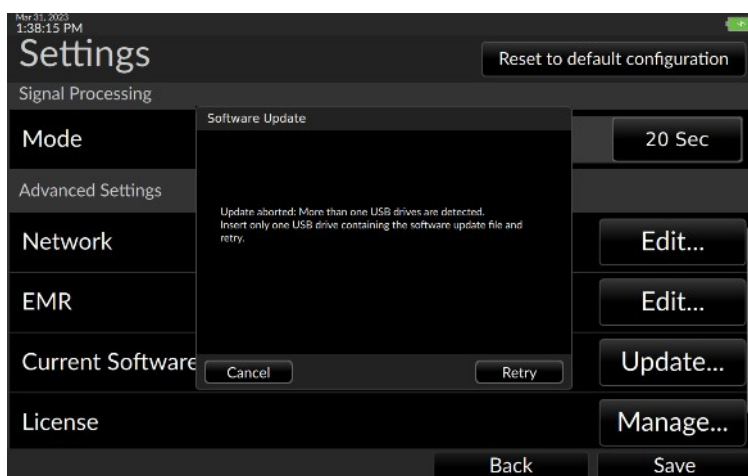 Mar 31, 2023
1:38:15 PM
Settings
Reset to default configuration
Signal Processing
Software Update
Mode
20 Sec
Advanced Settings
Update aborted: More than one USB drives are detected.
Insert only one USB drive containing the software update file and
retry.
Network
Edit...
EMR
Edit...
Current Software
Cancel
Retry
Update...
License
Manage...
Back
Save